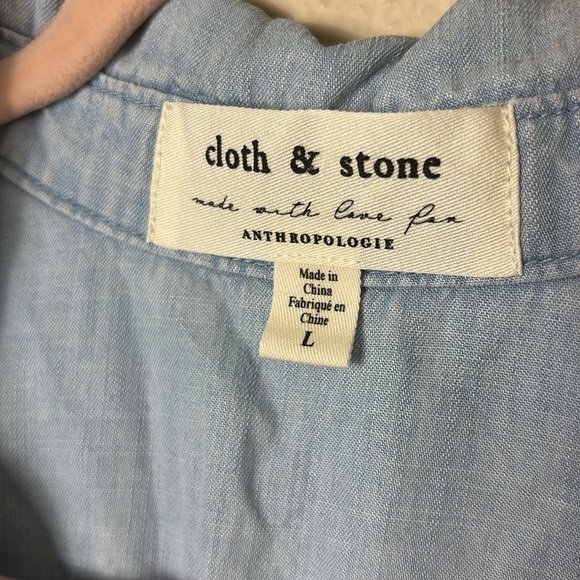 cloth & stone
made with love for
ANTHROPOLOGIE
Made in
China
Fabriqué en
Chine
L